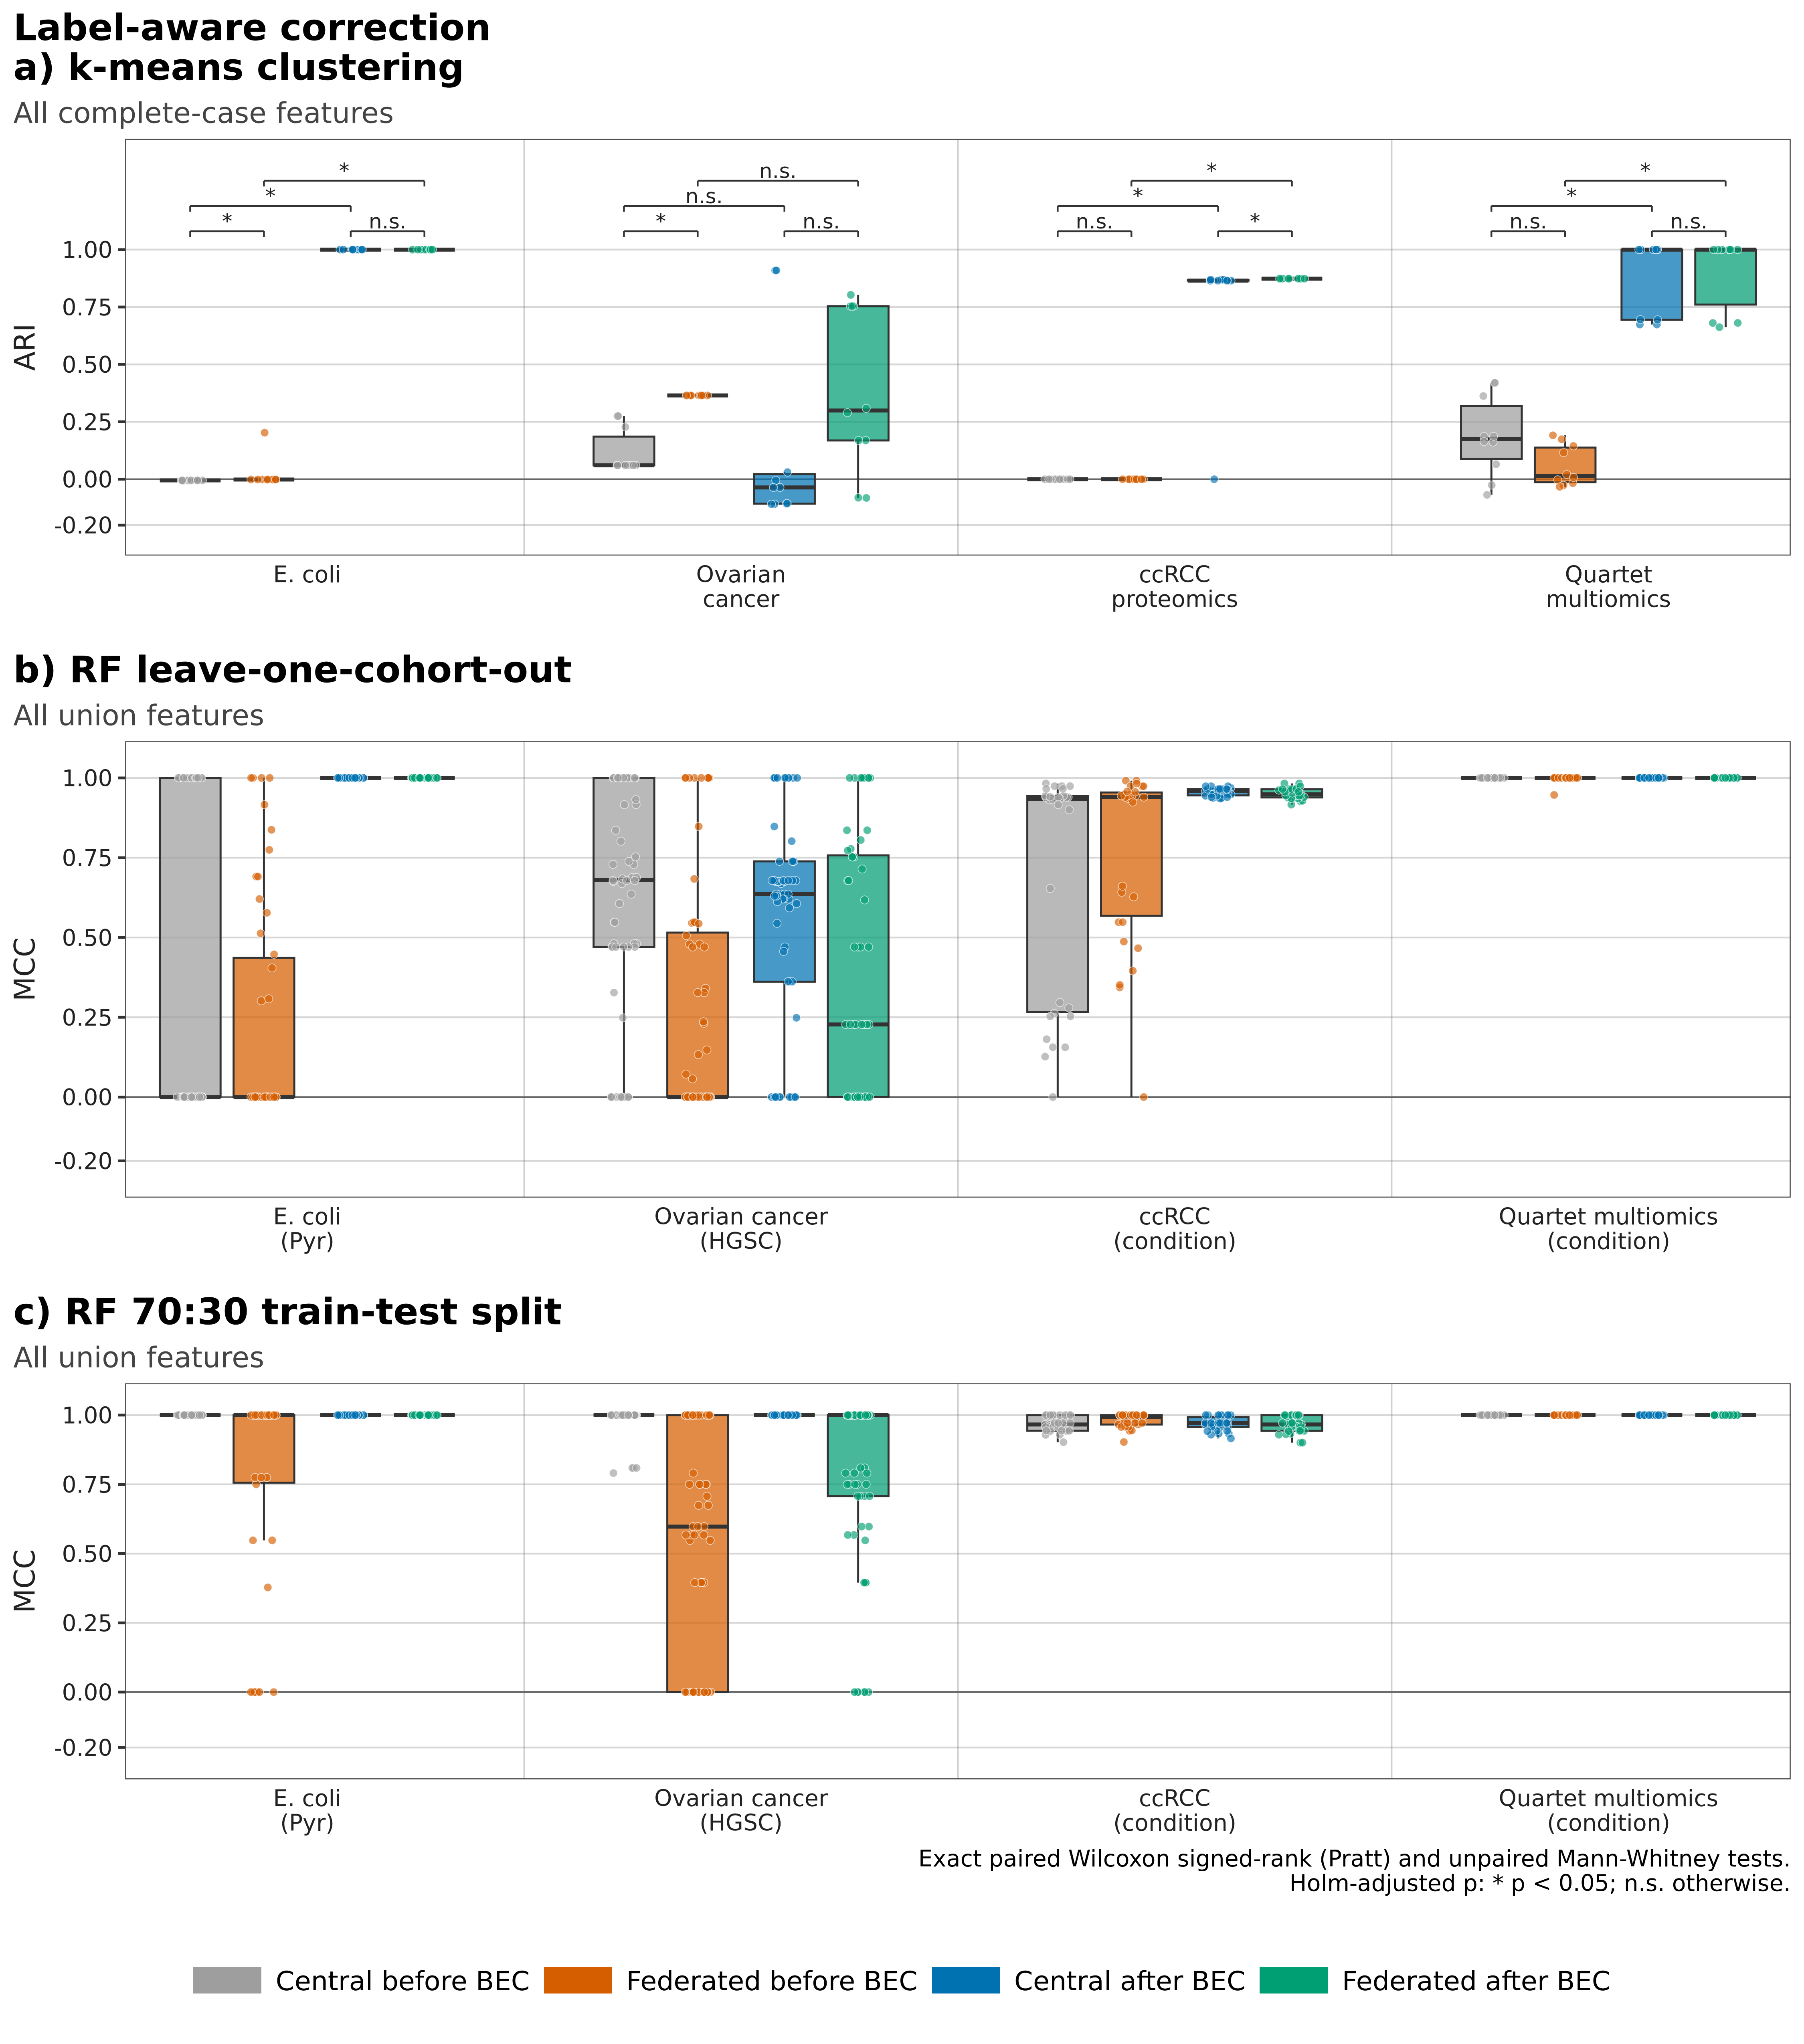 Label-aware correction
a) k-means clustering
All complete-case features
* n.s. * *
* n.s. * *
* n.s. * n.s. n.s. * n.s. n.s.
1.00
0.75
0.50
0.25
0.00
-0.20
ARI
E. coli Ovarian ccRCC Quartet
cancer proteomics multiomics
b) RF leave-one-cohort-out
All union features
1.00
0.75
0.50
0.25
0.00
-0.20
MCC
E. coli Ovarian cancer ccRCC Quartet multiomics
(Pyr) (HGSC) (condition) (condition)
c) RF 70:30 train-test split
All union features
1.00
0.75
0.50
0.25
0.00
-0.20
MCC
E. coli Ovarian cancer ccRCC Quartet multiomics
(Pyr) (HGSC) (condition) (condition)
Exact paired Wilcoxon signed-rank (Pratt) and unpaired Mann-Whitney tests.
Holm-adjusted p: * p < 0.05; n.s. otherwise.
Central before BEC Federated before BEC Central after BEC Federated after BEC